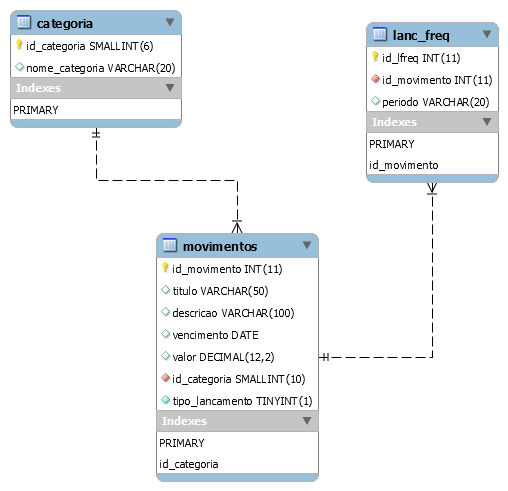 categoria
id_categoria SMALLINT(6)
nome_categoria VARCHAR(20)
Indexes
PRIMARY
lanc_freq
id_lfreq INT(11)
id_movimento INT(11)
periodo VARCHAR(20)
Indexes
PRIMARY
id_movimento
movimentos
id_movimento INT(11)
titulo VARCHAR(50)
descricao VARCHAR(100)
vencimento DATE
valor DECIMAL(12,2)
id_categoria SMALLINT(10)
tipo_lancamento TINYINT(1)
Indexes
PRIMARY
id_categoria